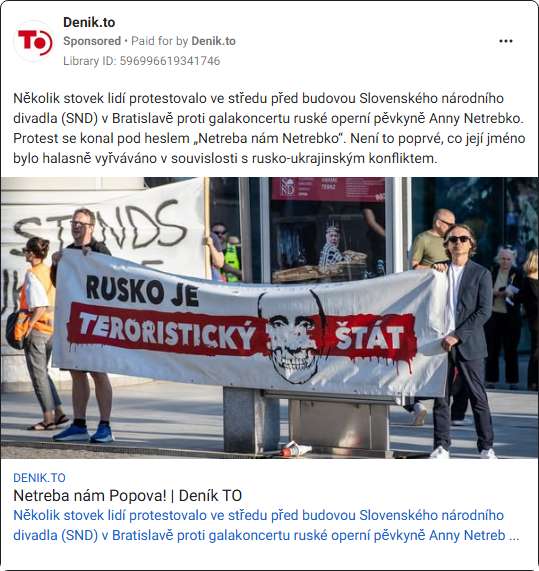 Denik.to
Sponsored • Paid for by Denik.to
Library ID: 596996619341746
TO
Několik stovek lidí protestovalo ve středu před budovou Slovenského národního
divadla (SND) v Bratislavě proti galakoncertu ruské operní pěvkyně Anny Netrebko.
Protest se konal pod heslem „Netreba nám Netrebko“. Není to poprvé, co její jméno
bylo halasně vyřváváno v souvislosti s rusko-ukrajinským konfliktem.
STANDS
SND
RUSKO JE
TERORISTICKÝ ŠTÁT
DENIK.TO
Netreba nám Popova! | Deník TO
Několik stovek lidí protestovalo ve středu před budovou Slovenského národního
divadla (SND) v Bratislavě proti galakoncertu ruské operní pěvkyně Anny Netreb ...